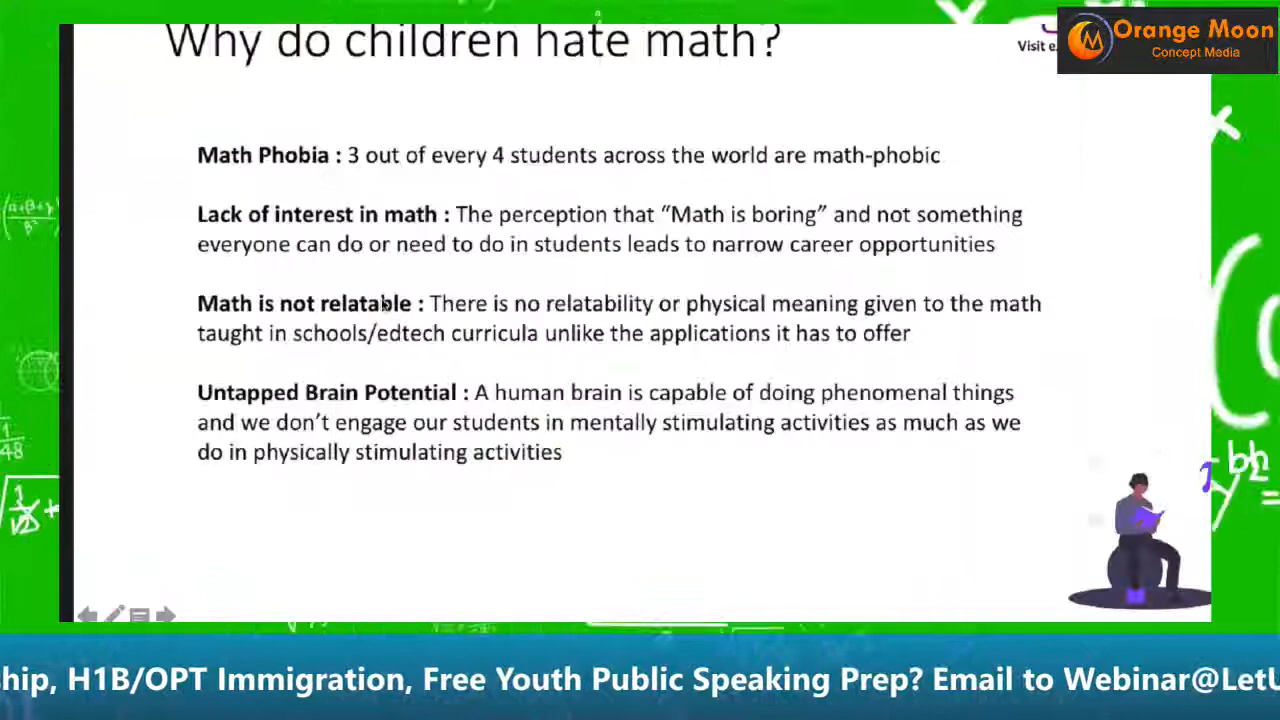 Why do children hate math?
Visit e
Orange Moon
Concept Media
Math Phobia : 3 out of every 4 students across the world are math-phobic
Lack of interest in math : The perception that “Math is boring” and not something
everyone can do or need to do in students leads to narrow career opportunities
Math is not relatable : There is no relatability or physical meaning given to the math
taught in schools/edtech curricula unlike the applications it has to offer
Untapped Brain Potential : A human brain is capable of doing phenomenal things
and we don’t engage our students in mentally stimulating activities as much as we
do in physically stimulating activities
ship, H1B/OPT Immigration, Free Youth Public Speaking Prep? Email to Webinar@LetU